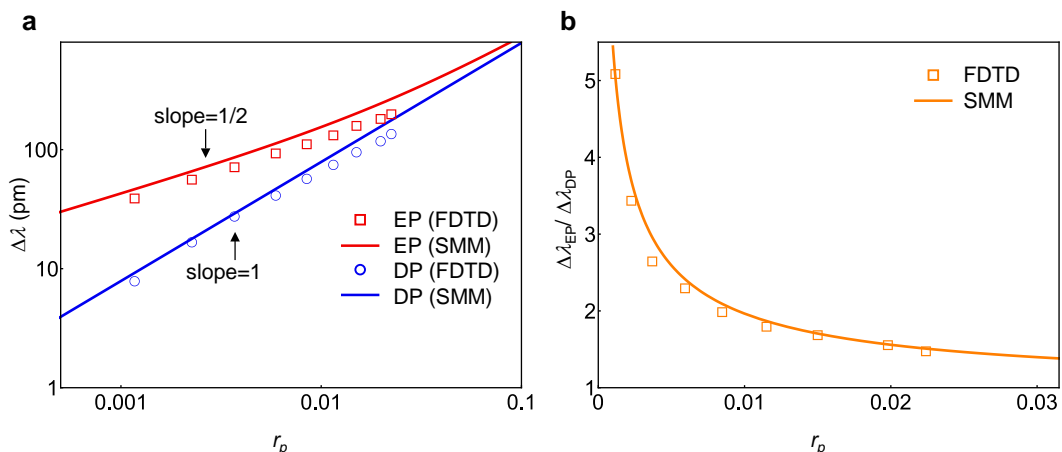 a
Δλ (pm)
100
10
1
0.001
0.01
0.1
r_p
slope=1/2
slope=1
EP (FDTD)
EP (SMM)
DP (FDTD)
DP (SMM)
b
Δλ_EP / Δλ_DP
5
4
3
2
1
0
0.01
0.02
0.03
r_p
FDTD
SMM